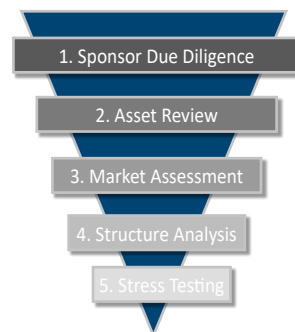 1. Sponsor Due Diligence
2. Asset Review
3. Market Assessment
4. Structure Analysis
5. Stress Testing